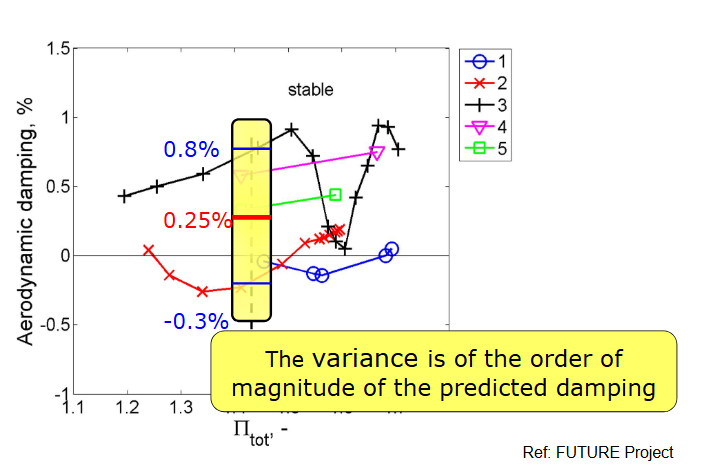 1.5
1
0.5
0
-0.5
-1
1.1
1.2
1.3
Aerodynamic damping, %
Πtot, -
stable
1
2
3
4
5
0.8%
0.25%
-0.3%
The variance is of the order of
magnitude of the predicted damping
Ref: FUTURE Project